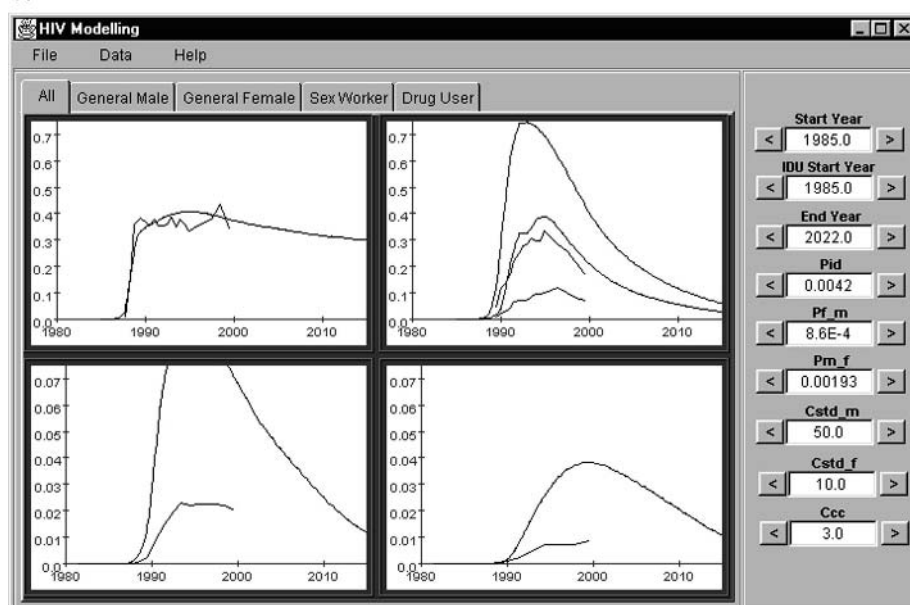 HIV Modelling
File Data Help
All General Male General Female Sex Worker Drug User
0.7
0.6
0.5
0.4
0.3
0.2
0.1
0.0
1980 1990 2000 2010
0.7
0.6
0.5
0.4
0.3
0.2
0.1
0.0
1980 1990 2000 2010
0.07
0.06
0.05
0.04
0.03
0.02
0.01
0.0
1980 1990 2000 2010
0.07
0.06
0.05
0.04
0.03
0.02
0.01
0.0
1980 1990 2000 2010
Start Year
< 1985.0 >
IDU Start Year
< 1985.0 >
End Year
< 2022.0 >
Pid
< 0.0042 >
Pf_m
< 8.6E-4 >
Pm_f
< 0.00193 >
Cstd_m
< 50.0 >
Cstd_f
< 10.0 >
Ccc
< 3.0 >